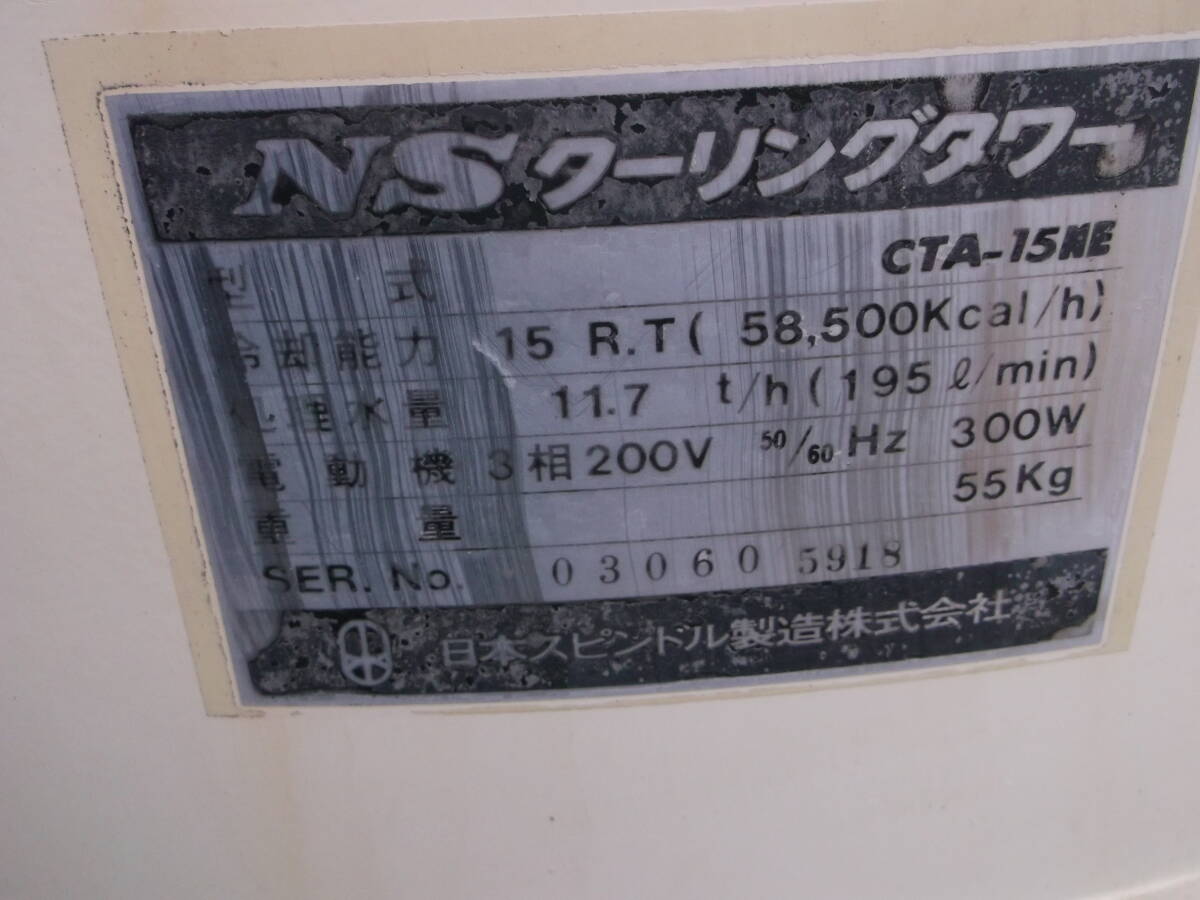 NSクーリングタワー
型式 CTA-15NE
冷却能力 15 R.T ( 58,500Kcal/h)
処理水量 11.7 t/h (195ℓ/min)
電動機 3相200V 50/60 Hz 300W
重量 55Kg
SER. No. 03060 5918
日本スピンドル製造株式会社